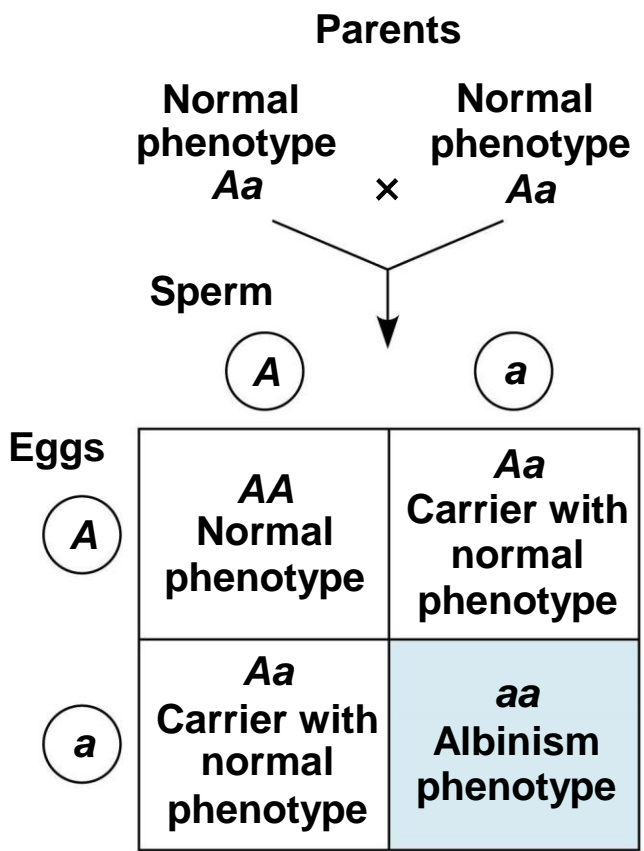 Parents
Normal
phenotype
Aa
×
Normal
phenotype
Aa
Sperm
A
a
Eggs
A
AA
Normal
phenotype
Aa
Carrier with
normal
phenotype
a
Aa
Carrier with
normal
phenotype
aa
Albinism
phenotype